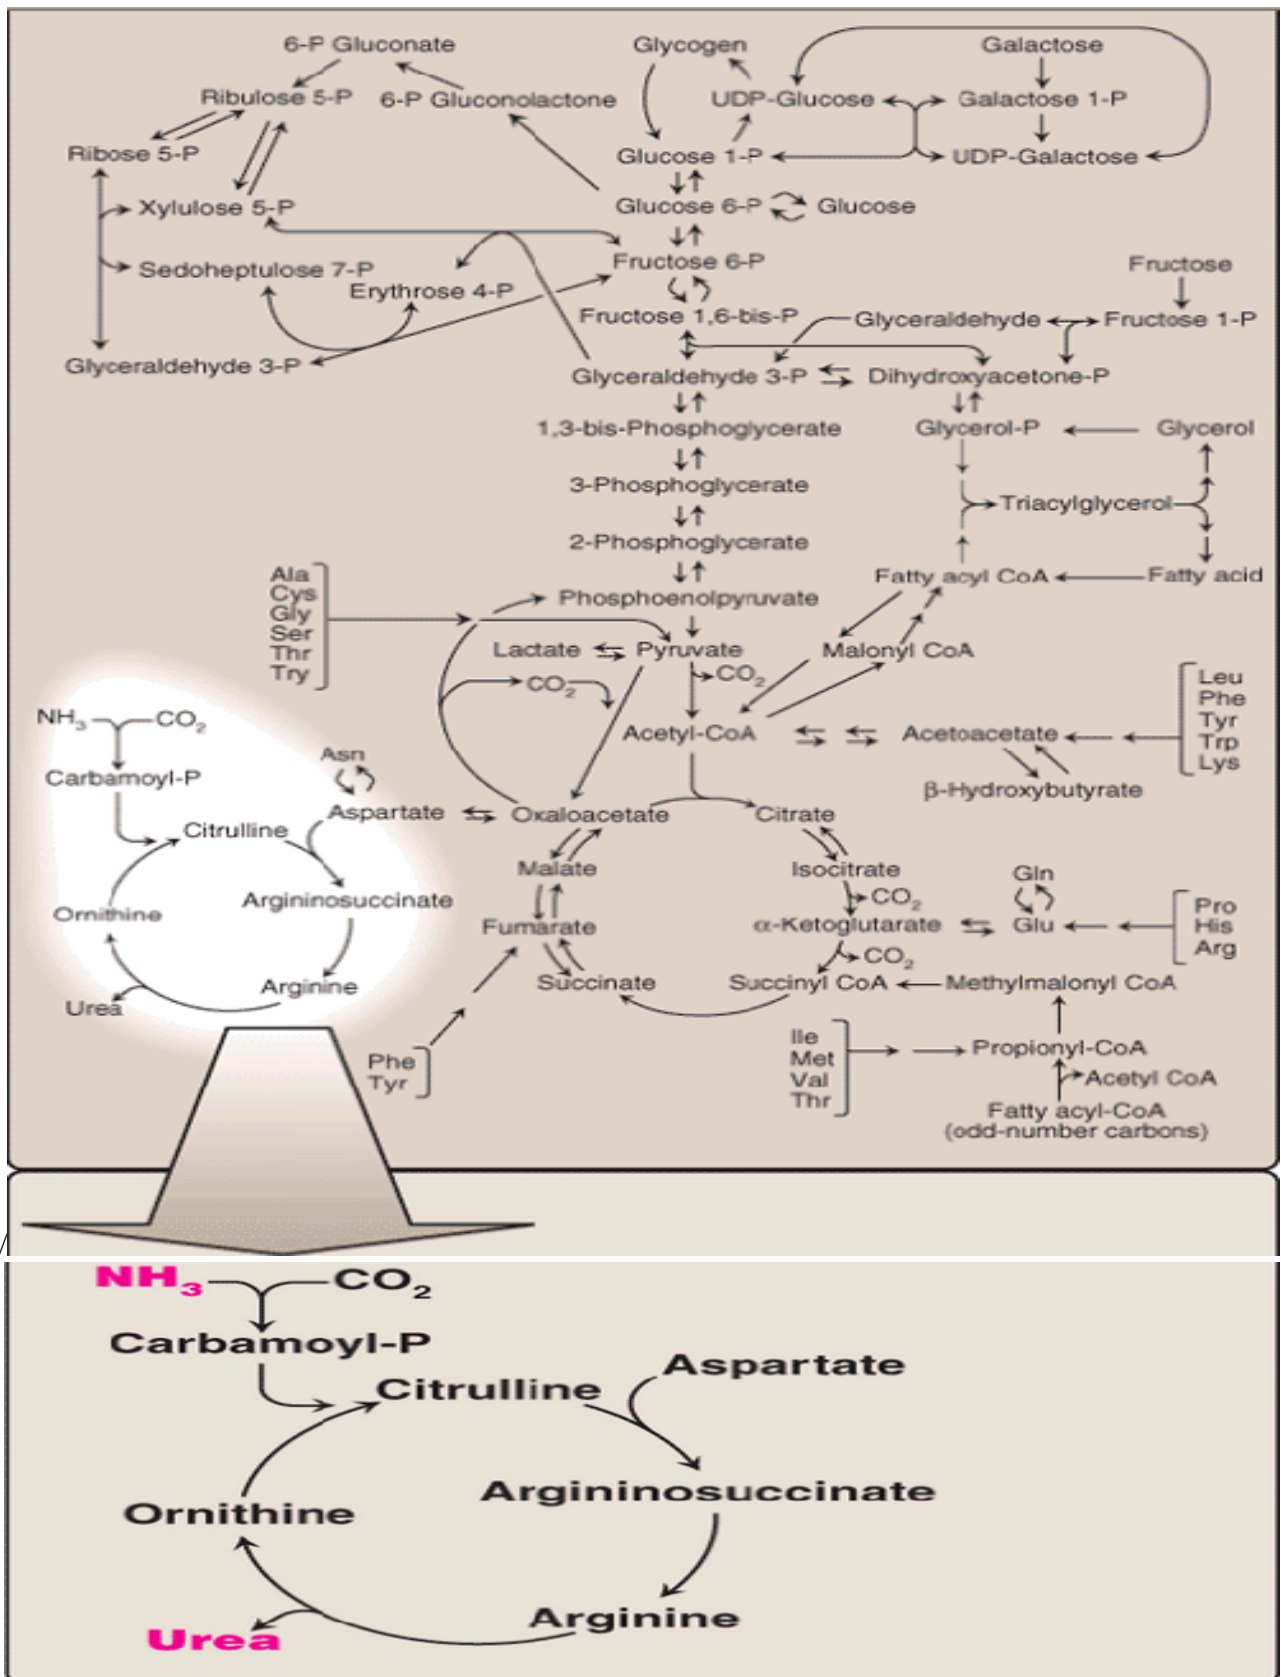 6-P Gluconate
Glycogen
Galactose
Ribulose 5-P
6-P Gluconolactone
UDP-Glucose
Galactose 1-P
Ribose 5-P
Glucose 1-P
UDP-Galactose
Xylulose 5-P
Glucose 6-P
Glucose
Sedoheptulose 7-P
Fructose 6-P
Fructose
Erythrose 4-P
Fructose 1,6-bis-P
Glyceraldehyde
Fructose 1-P
Glyceraldehyde 3-P
Glyceraldehyde 3-P
Dihydroxyacetone-P
1,3-bis-Phosphoglycerate
Glycerol-P
Glycerol
3-Phosphoglycerate
Triacylglycerol
2-Phosphoglycerate
Ala
Cys
Gly
Ser
Thr
Try
Phosphoenolpyruvate
Fatty acyl CoA
Fatty acid
Lactate
Pyruvate
Malonyl CoA
CO2
CO2
Leu
Phe
Tyr
Trp
Lys
NH3
CO2
Acetyl-CoA
Acetoacetate
Asn
Carbamoyl-P
β-Hydroxybutyrate
Aspartate
Oxaloacetate
Citrate
Citrulline
Malate
Isocitrate
CO2
Gln
Argininosuccinate
Ornithine
Fumarate
α-Ketoglutarate
Glu
Pro
His
Arg
CO2
Arginine
Succinate
Succinyl CoA
Methylmalonyl CoA
Urea
Phe
Tyr
Ile
Met
Val
Thr
Propionyl-CoA
Acetyl CoA
Fatty acyl-CoA
(odd-number carbons)
NH3
CO2
Carbamoyl-P
Aspartate
Citrulline
Argininosuccinate
Ornithine
Arginine
Urea